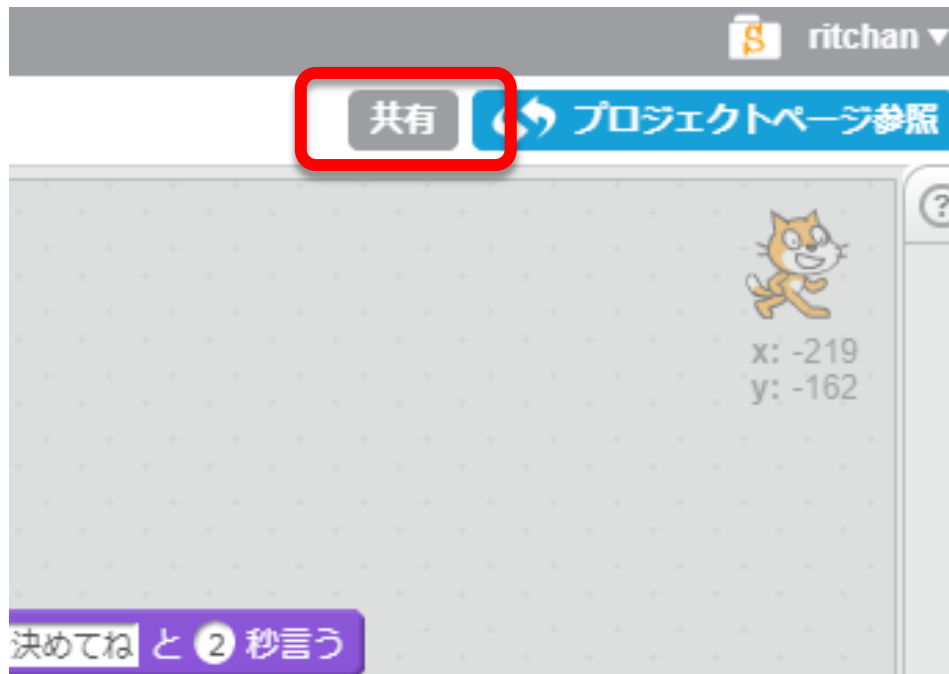 ritchan ▼
共有 プロジェクトページ参照
?
x: -219
y: -162
決めてね と 2 秒言う